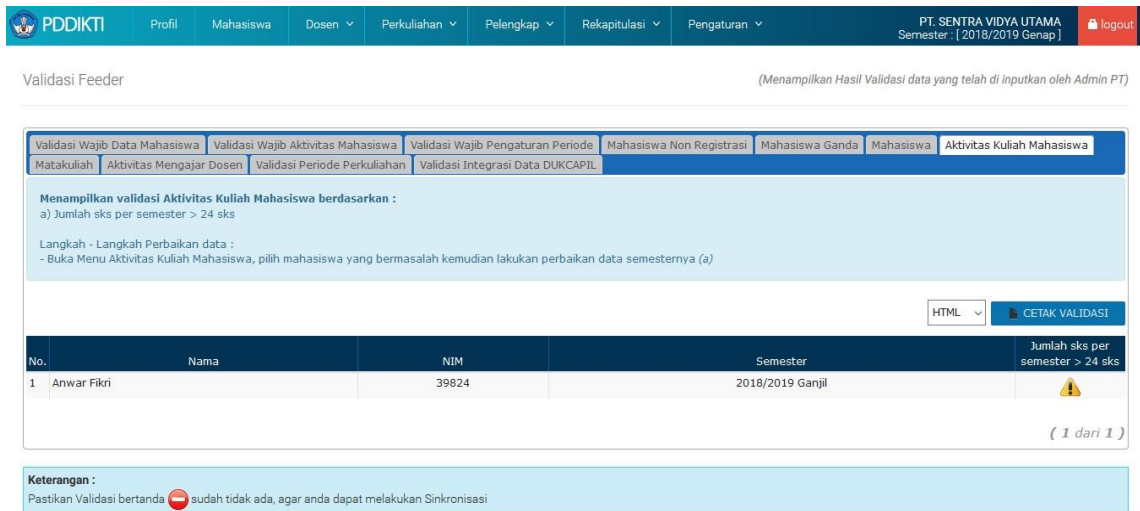 PDDIKTI Profil Mahasiswa Dosen Perkuliahan Pelengkap Rekapitulasi Pengaturan PT. SENTRA VIDYA UTAMA logout
Semester : [ 2018/2019 Genap ]
Validasi Feeder (Menampilkan Hasil Validasi data yang telah di inputkan oleh Admin PT)
Validasi Wajib Data Mahasiswa Validasi Wajib Aktivitas Mahasiswa Validasi Wajib Pengaturan Periode Mahasiswa Non Registrasi Mahasiswa Ganda Mahasiswa Aktivitas Kuliah Mahasiswa
Matakuliah Aktivitas Mengajar Dosen Validasi Periode Perkuliahan Validasi Integrasi Data DUKCAPIL
Menampilkan validasi Aktivitas Kuliah Mahasiswa berdasarkan :
a) Jumlah sks per semester > 24 sks
Langkah - Langkah Perbaikan data :
- Buka Menu Aktivitas Kuliah Mahasiswa, pilih mahasiswa yang bermasalah kemudian lakukan perbaikan data semesternya (a)
HTML CETAK VALIDASI
No. Nama NIM Semester Jumlah sks per
semester > 24 sks
1 Anwar Fikri 39824 2018/2019 Ganjil
( 1 dari 1 )
Keterangan :
Pastikan Validasi bertanda sudah tidak ada, agar anda dapat melakukan Sinkronisasi